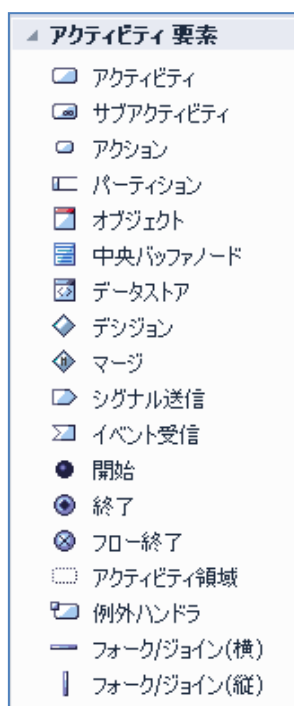 アクティビティ 要素
アクティビティ
サブアクティビティ
アクション
パーティション
オブジェクト
中央バッファノード
データストア
デシジョン
マージ
シグナル送信
イベント受信
開始
終了
フロー終了
アクティビティ領域
例外ハンドラ
フォーク/ジョイン(横)
フォーク/ジョイン(縦)